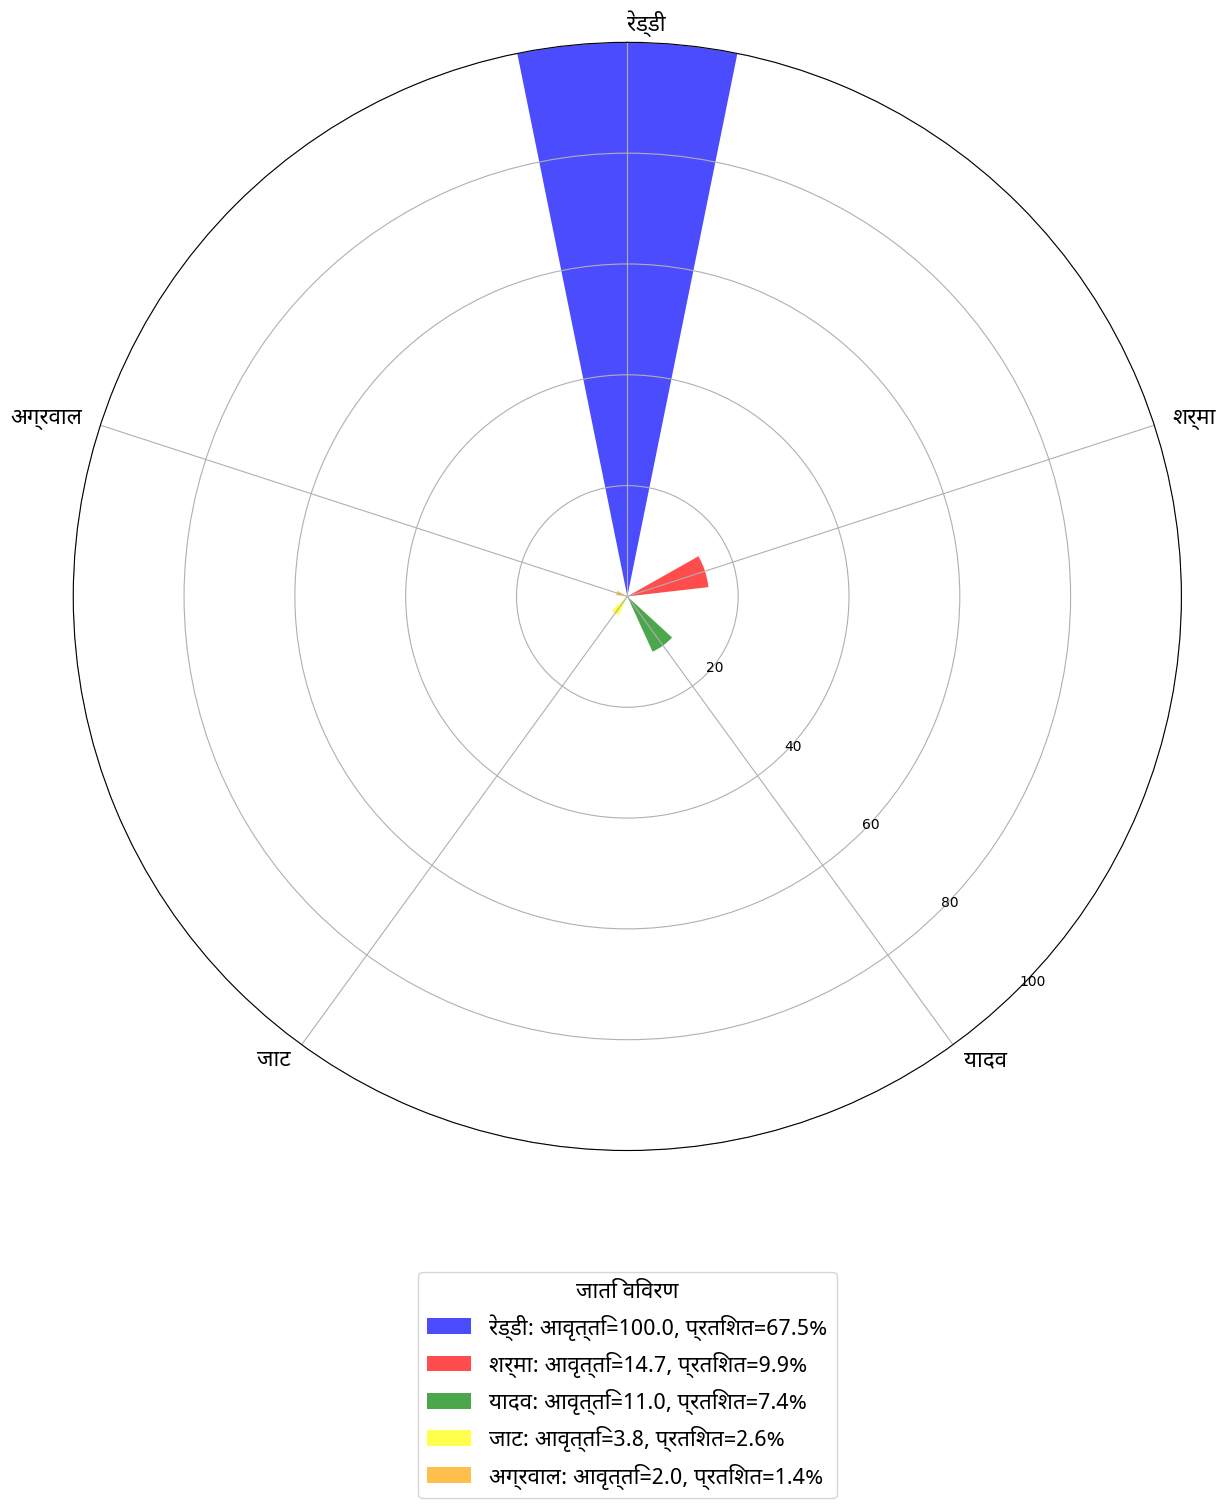 रेड्डी
शर्मा
अग्रवाल
20
40
60
80
100
जाट
यादव
जाति विवरण
रेड्डी: आवृत्ति=100.0, प्रतिशत=67.5%
शर्मा: आवृत्ति=14.7, प्रतिशत=9.9%
यादव: आवृत्ति=11.0, प्रतिशत=7.4%
जाट: आवृत्ति=3.8, प्रतिशत=2.6%
अग्रवाल: आवृत्ति=2.0, प्रतिशत=1.4%